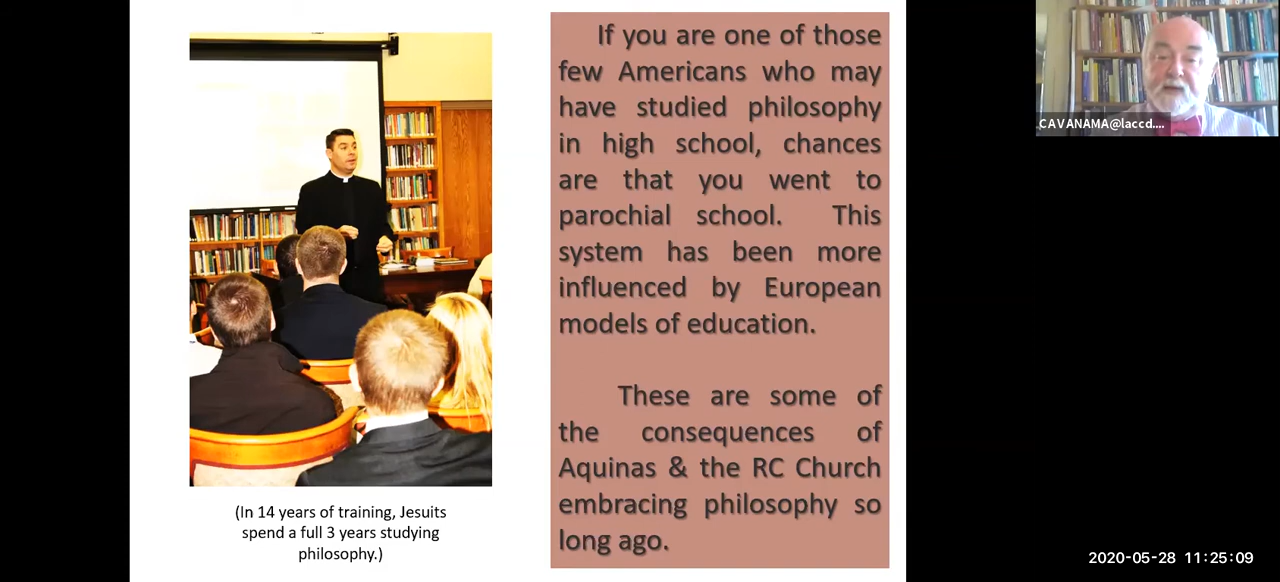 If you are one of those
few Americans who may
have studied philosophy
in high school, chances
are that you went to
parochial school. This
system has been more
influenced by European
models of education.
These are some of
the consequences of
Aquinas & the RC Church
embracing philosophy so
long ago.
(In 14 years of training, Jesuits
spend a full 3 years studying
philosophy.)
CAVANAMA@laccd....
2020-05-28 11:25:09